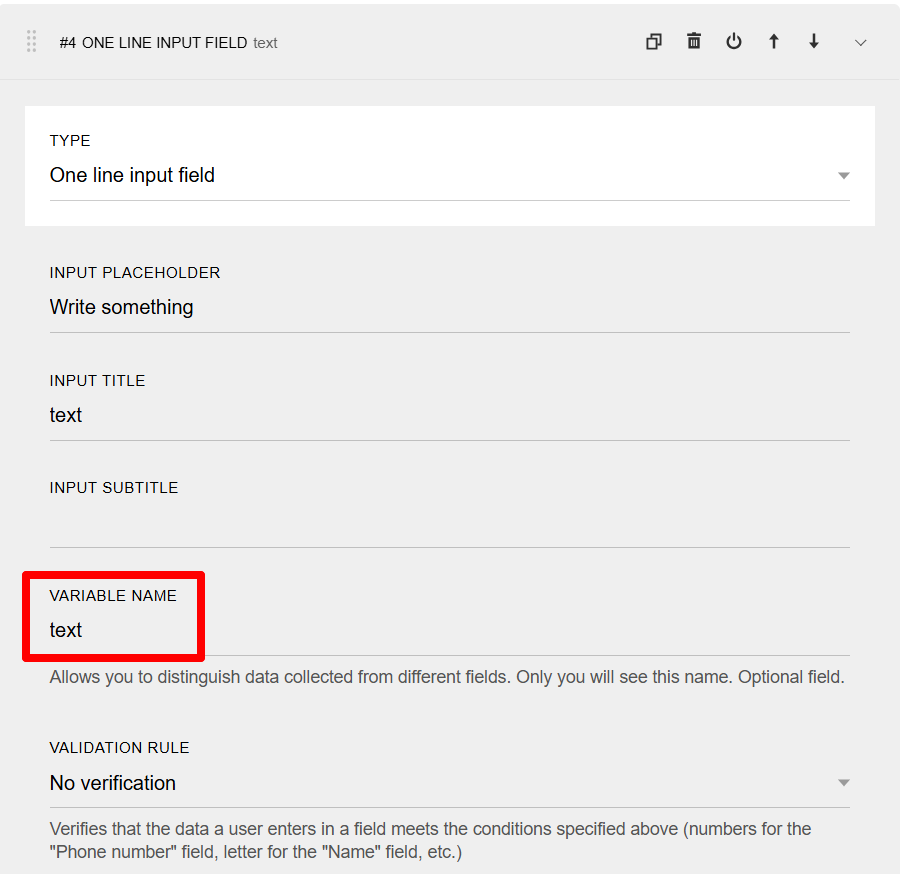 #4 ONE LINE INPUT FIELD text
TYPE
One line input field
INPUT PLACEHOLDER
Write something
INPUT TITLE
text
INPUT SUBTITLE
VARIABLE NAME
text
Allows you to distinguish data collected from different fields. Only you will see this name. Optional field.
VALIDATION RULE
No verification
Verifies that the data a user enters in a field meets the conditions specified above (numbers for the
"Phone number" field, letter for the "Name" field, etc.)